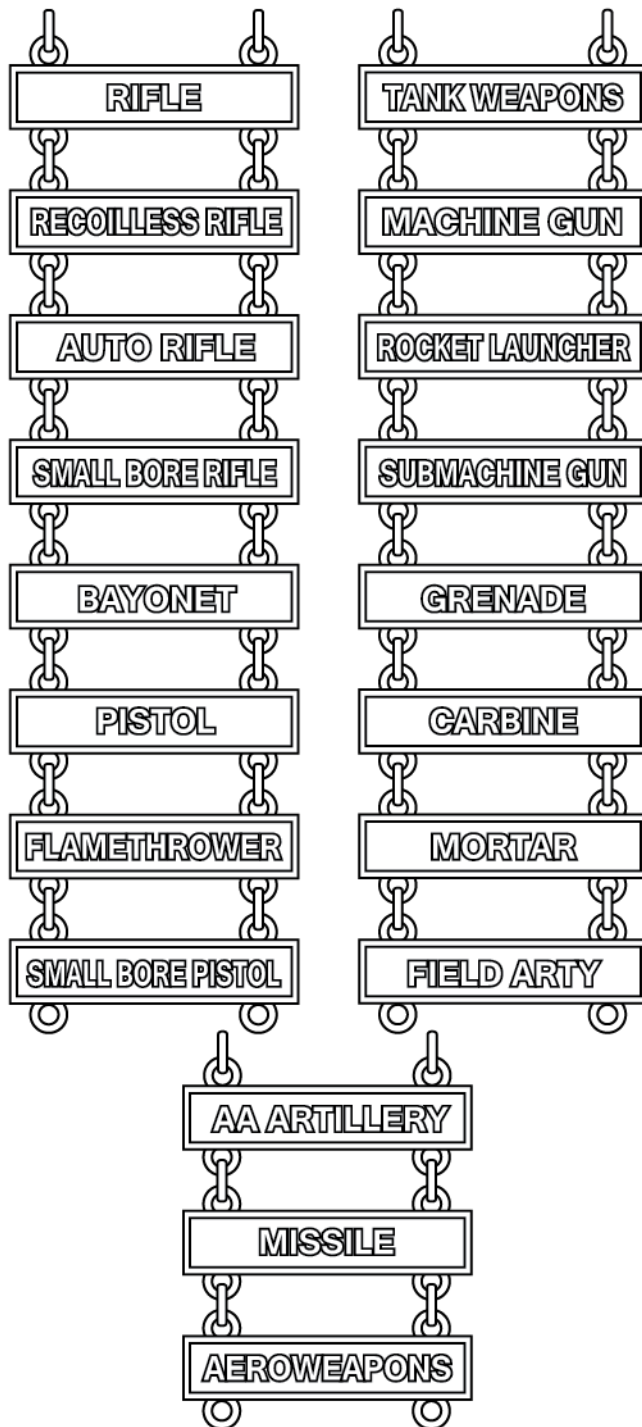 RIFLE
RECOILLESS RIFLE
AUTO RIFLE
SMALL BORE RIFLE
BAYONET
PISTOL
FLAMETHROWER
SMALL BORE PISTOL
TANK WEAPONS
MACHINE GUN
ROCKET LAUNCHER
SUBMACHINE GUN
GRENADE
CARBINE
MORTAR
FIELD ARTY
AA ARTILLERY
MISSILE
AEROWEAPONS